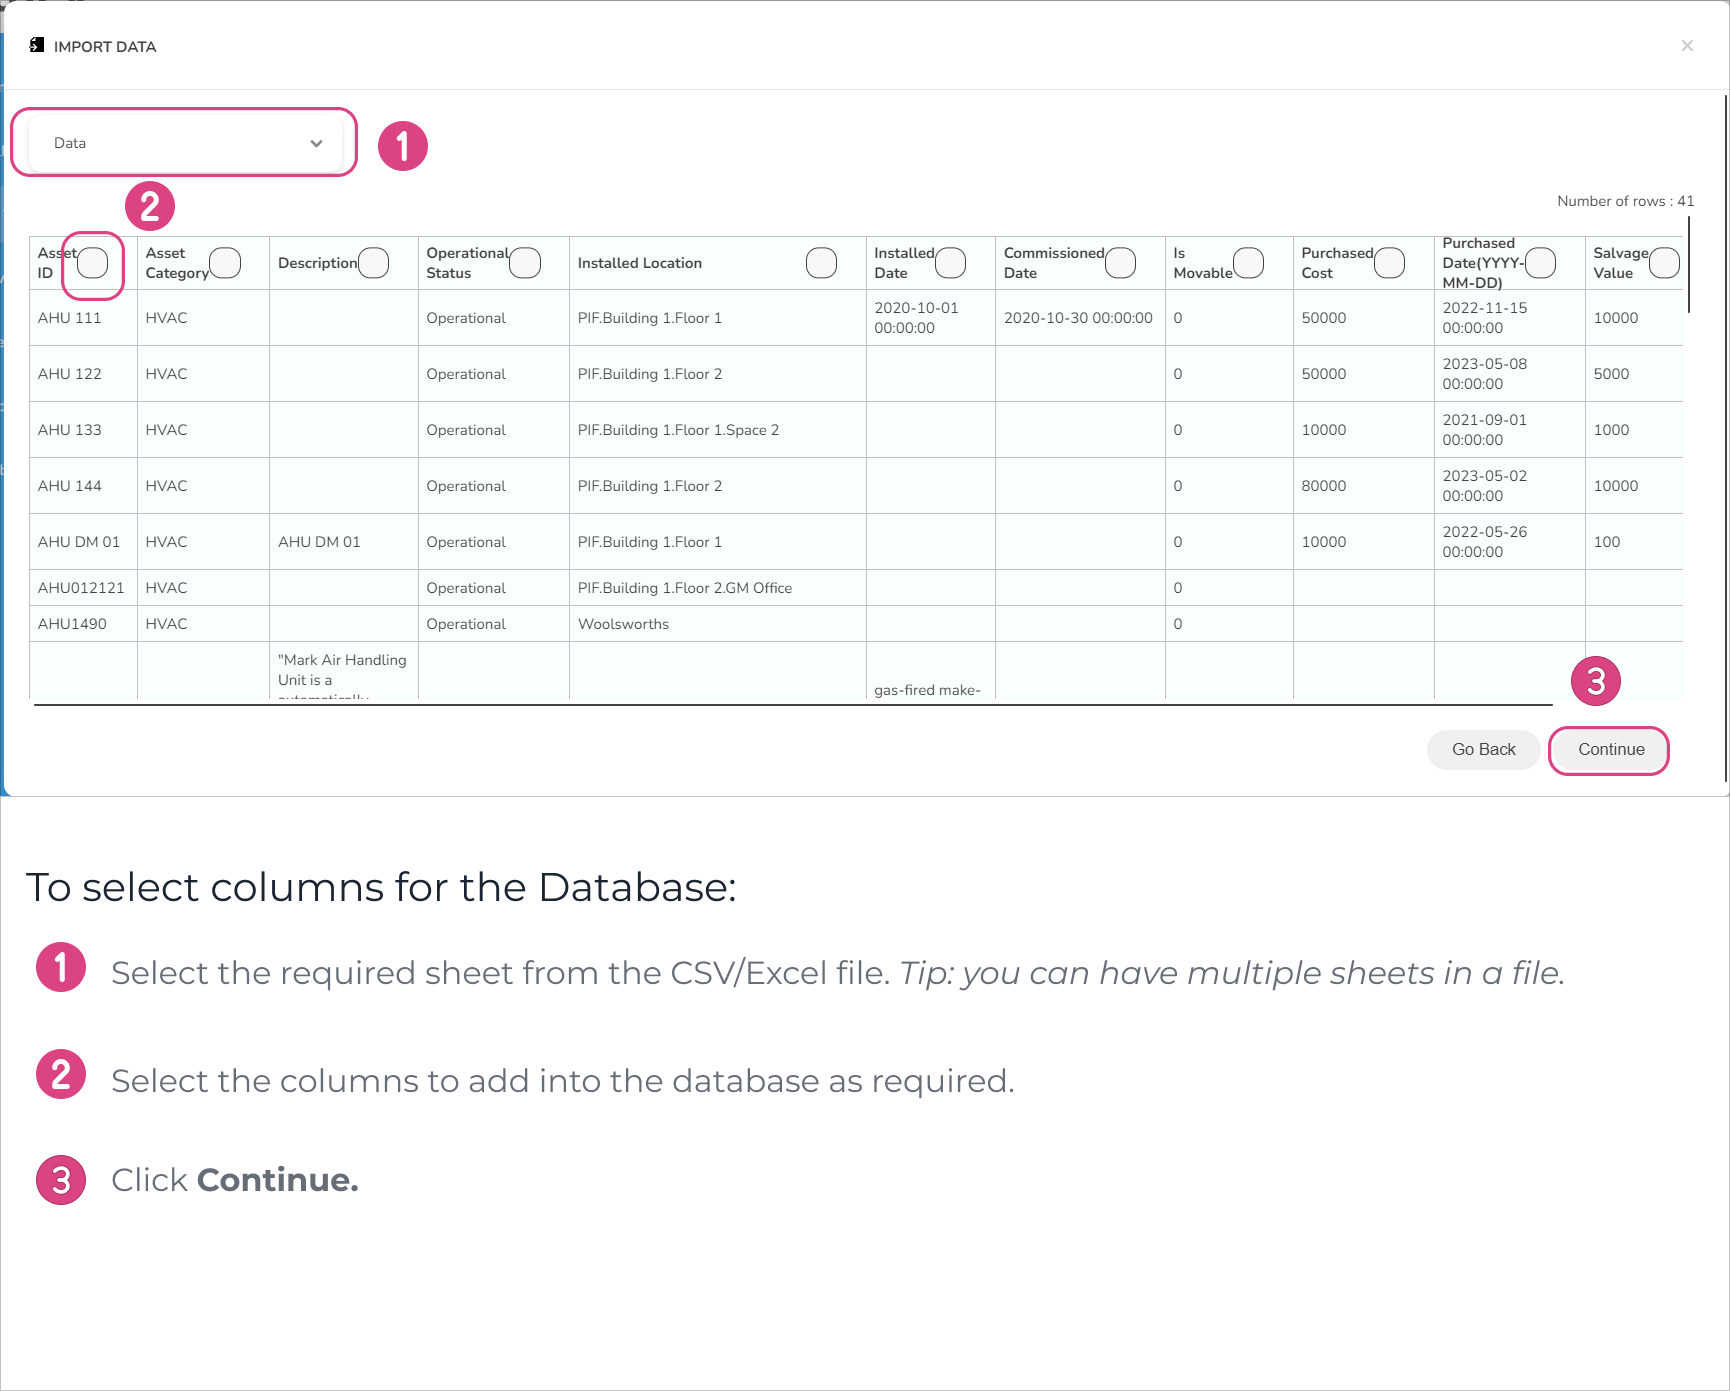 IMPORT DATA
×
Data
1
2
Number of rows : 41
Asset ID	Asset Category	Description	Operational Status	Installed Location	Installed Date	Commissioned Date	Is Movable	Purchased Cost	Purchased Date(YYYY-MM-DD)	Salvage Value
AHU 111	HVAC	Operational	PIF.Building 1.Floor 1	2020-10-01 00:00:00	2020-10-30 00:00:00	0	50000	2022-11-15 00:00:00	10000
AHU 122	HVAC	Operational	PIF.Building 1.Floor 2	0	50000	2023-05-08 00:00:00	5000
AHU 133	HVAC	Operational	PIF.Building 1.Floor 1.Space 2	0	10000	2021-09-01 00:00:00	1000
AHU 144	HVAC	Operational	PIF.Building 1.Floor 2	0	80000	2023-05-02 00:00:00	10000
AHU DM 01	HVAC	AHU DM 01	Operational	PIF.Building 1.Floor 1	0	10000	2022-05-26 00:00:00	100
AHU012121	HVAC	Operational	PIF.Building 1.Floor 2.GM Office	0
AHU1490	HVAC	Operational	Woolsworths	0
"Mark Air Handling
Unit is a
automatically
gas-fired make-
3
Go Back
Continue
To select columns for the Database:
1 Select the required sheet from the CSV/Excel file. Tip: you can have multiple sheets in a file.
2 Select the columns to add into the database as required.
3 Click Continue.